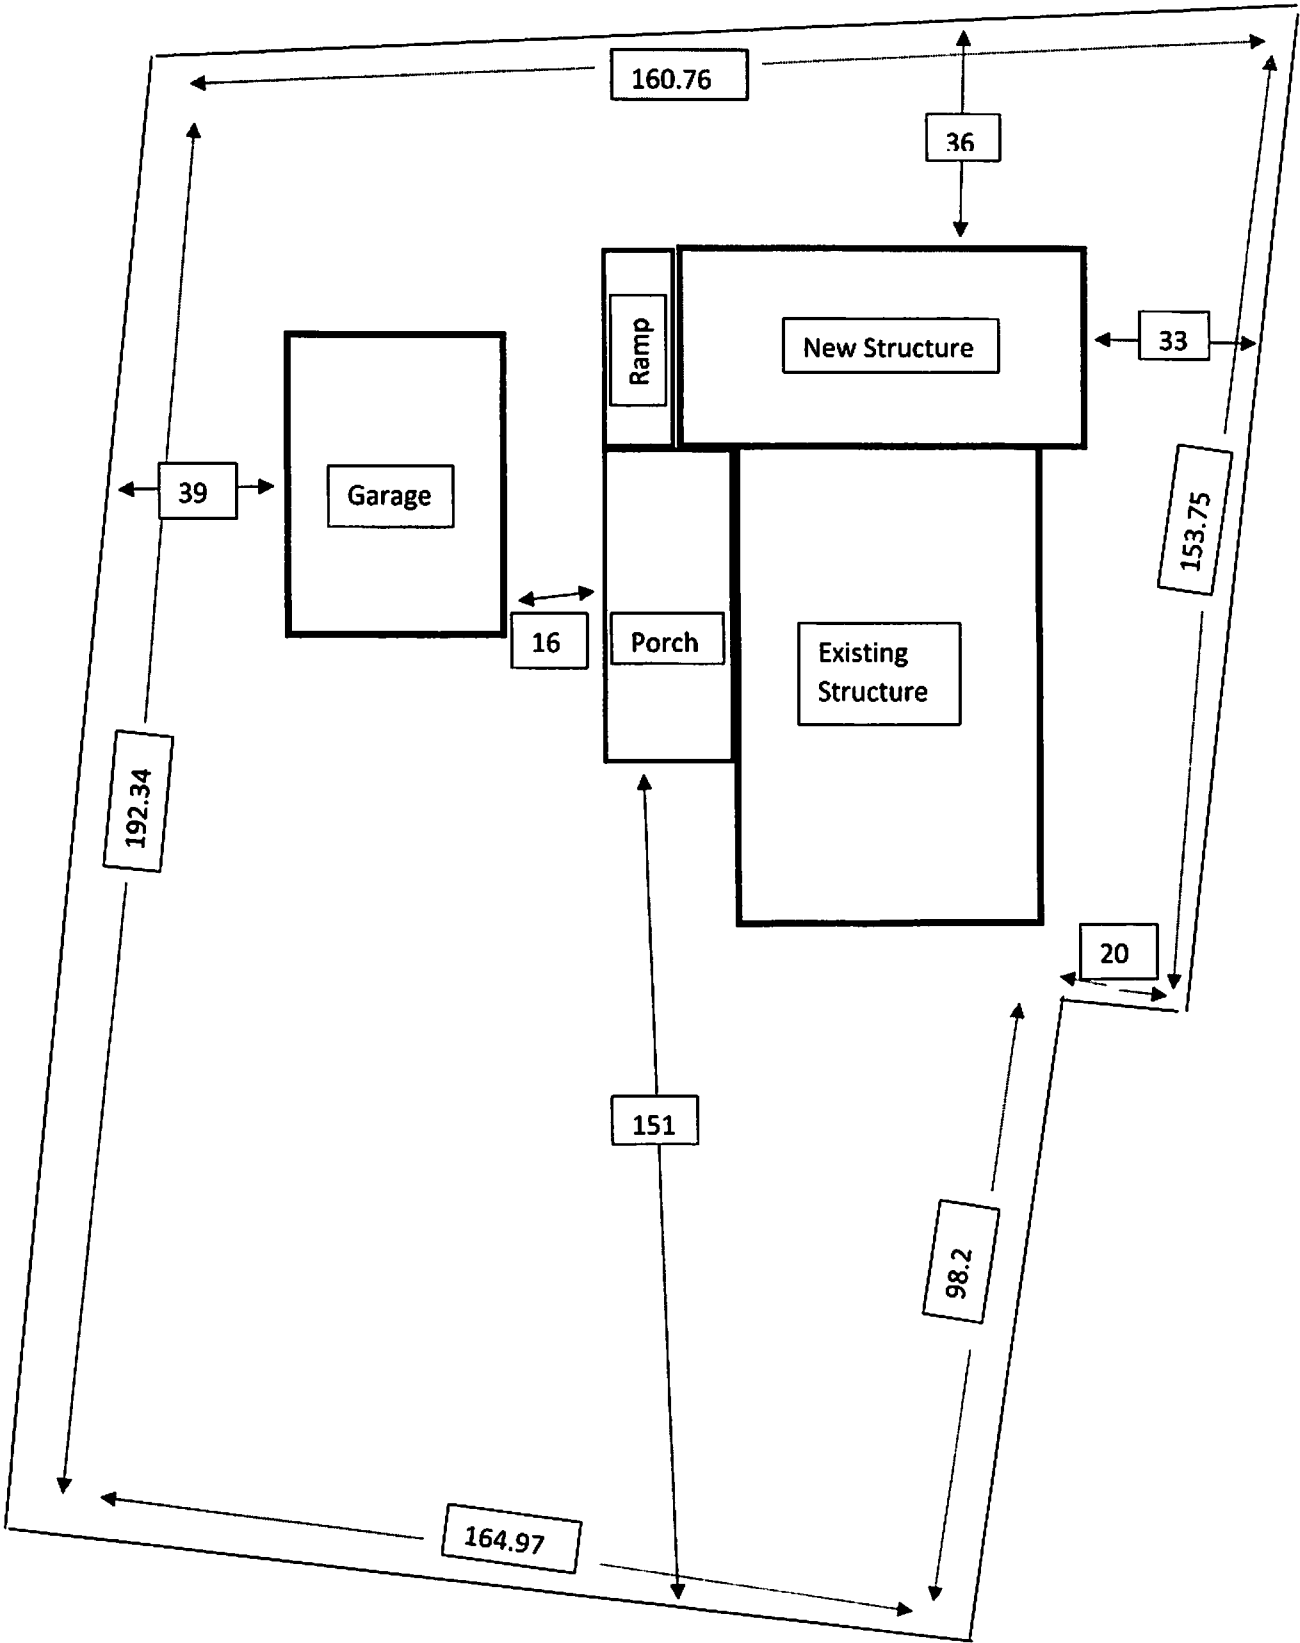 160.76
36
Ramp
New Structure
33
39
Garage
153.75
16
Porch
Existing
Structure
192.34
20
151
98.2
164.97